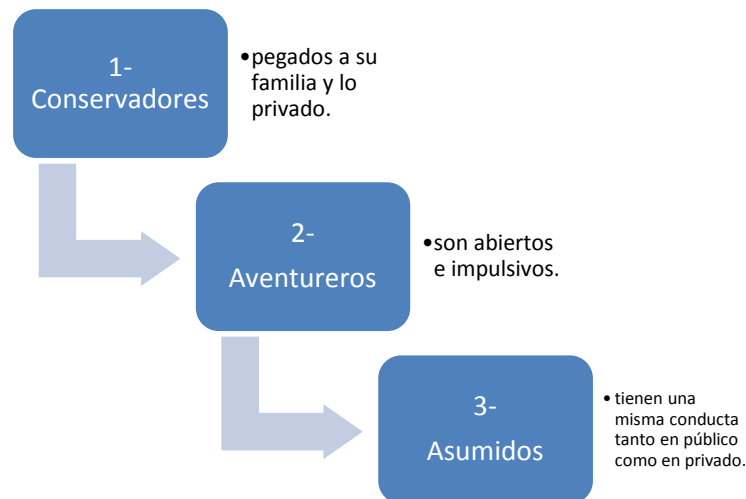 1-
Conservadores
•pegados a su
familia y lo
privado.
2-
Aventureros
•son abiertos
e impulsivos.
3-
Asumidos
• tienen una
misma conducta
tanto en público
como en privado.